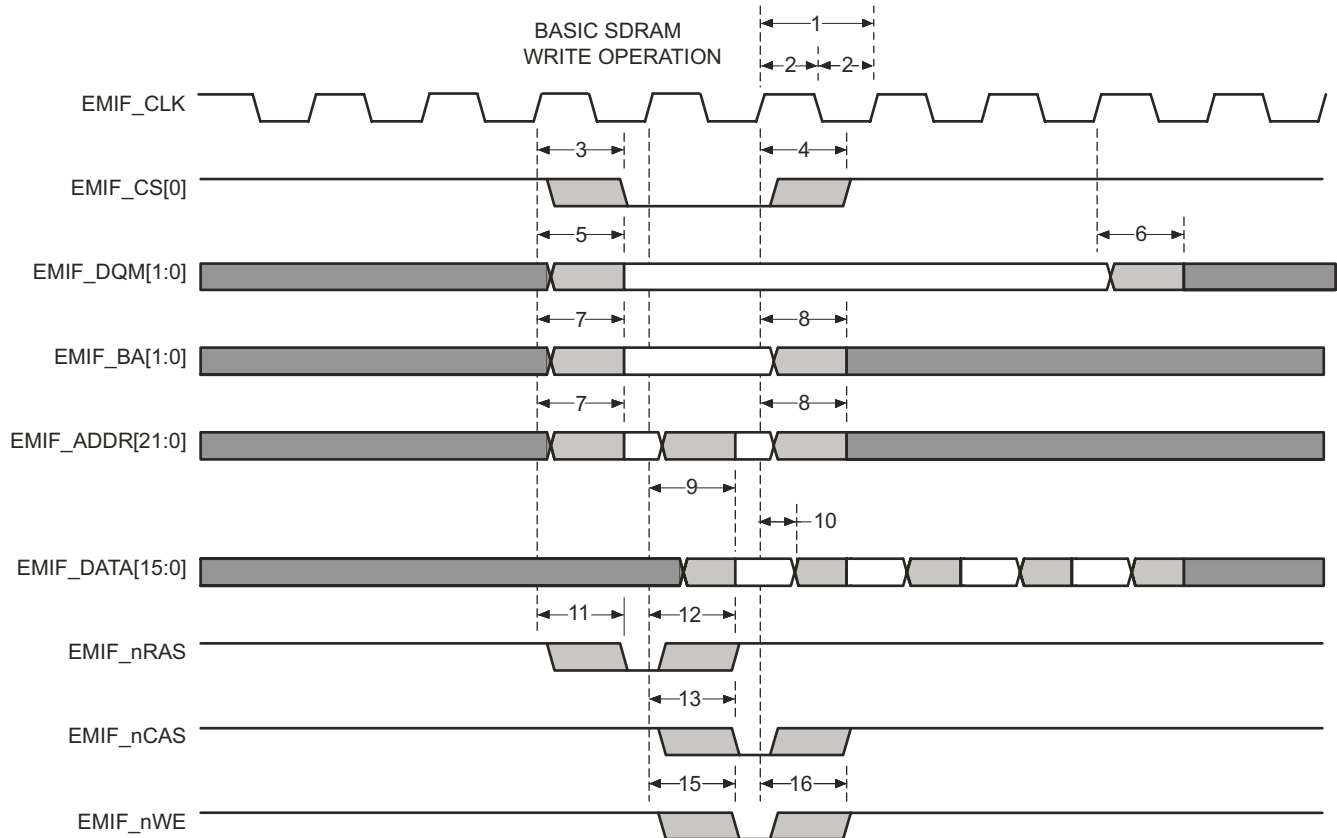 1
BASIC SDRAM
WRITE OPERATION
2 2
EMIF_CLK
3 4
EMIF_CS[0]
5 6
EMIF_DQM[1:0]
7 8
EMIF_BA[1:0]
7 8
EMIF_ADDR[21:0]
9
10
EMIF_DATA[15:0]
11 12
EMIF_nRAS
13
EMIF_nCAS
15 16
EMIF_nWE